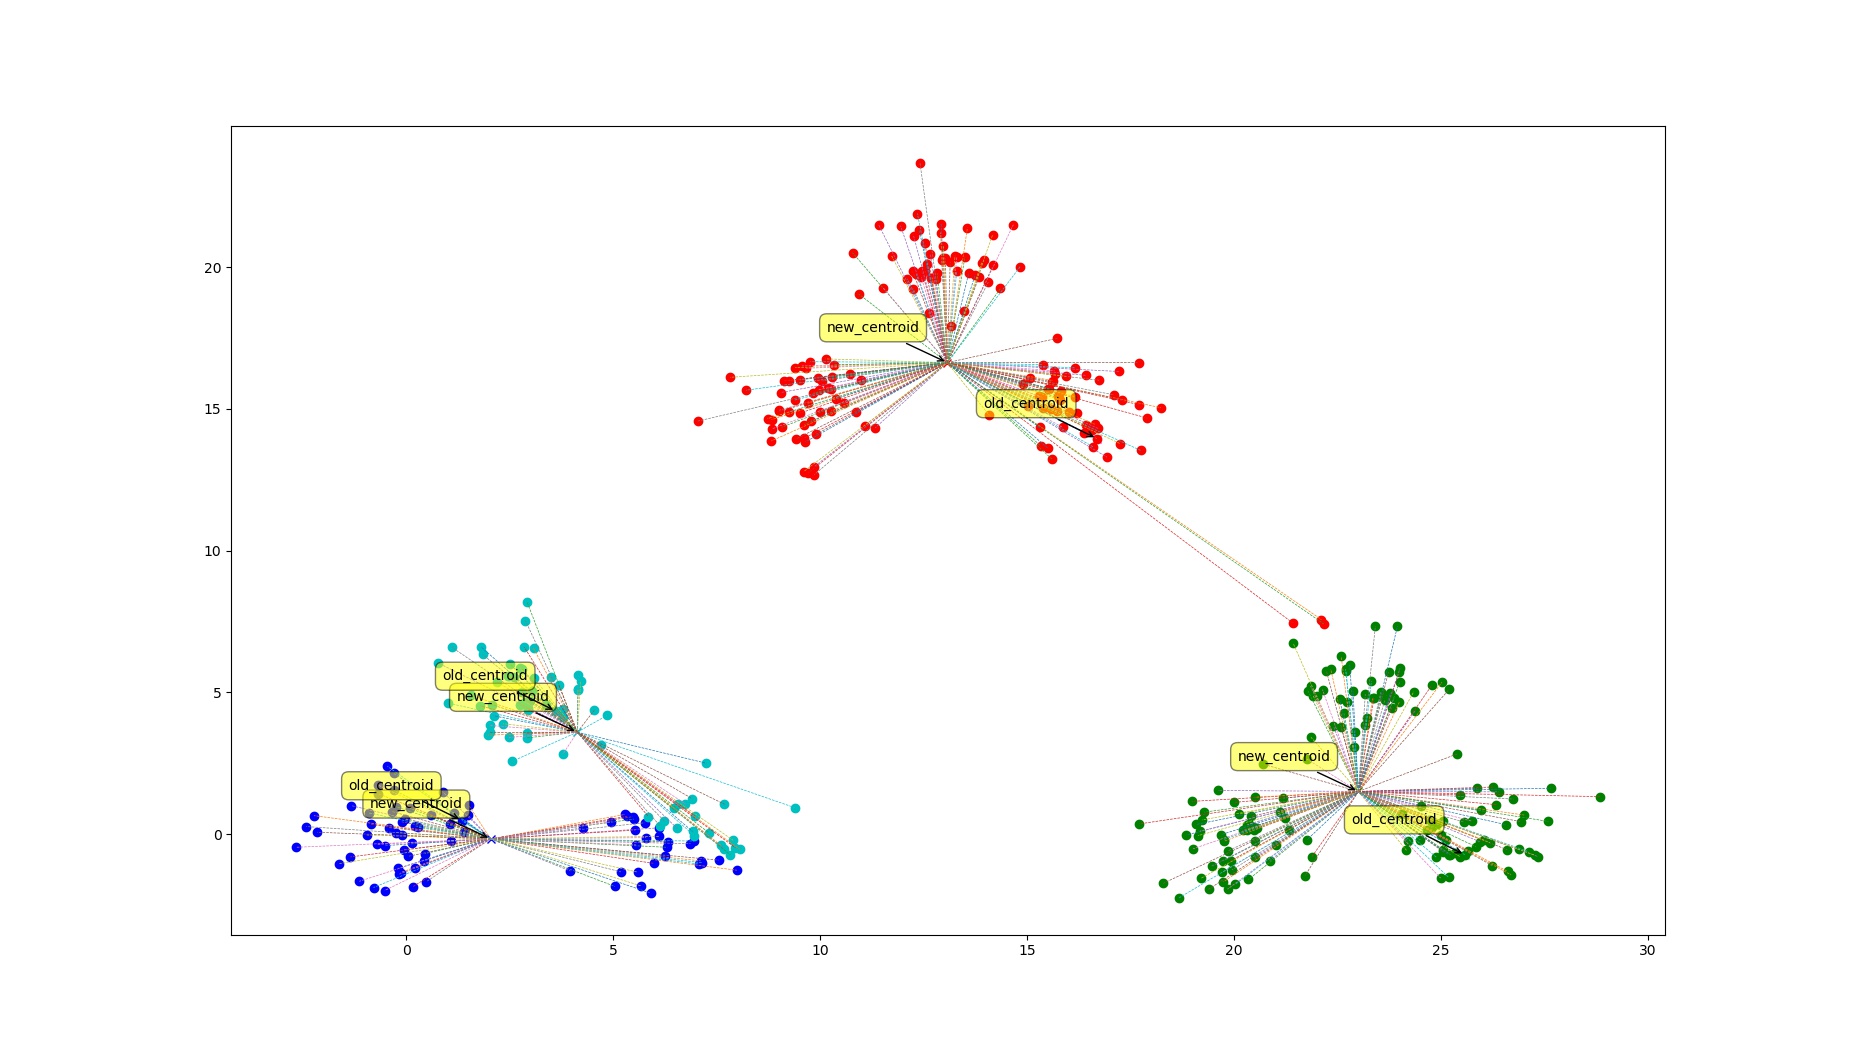 20
15
10
5
0
new_centroid
old_centroid
old_centroid
new_centroid
old_centroid
new_centroid
new_centroid
old_centroid
0 5 10 15 20 25 30